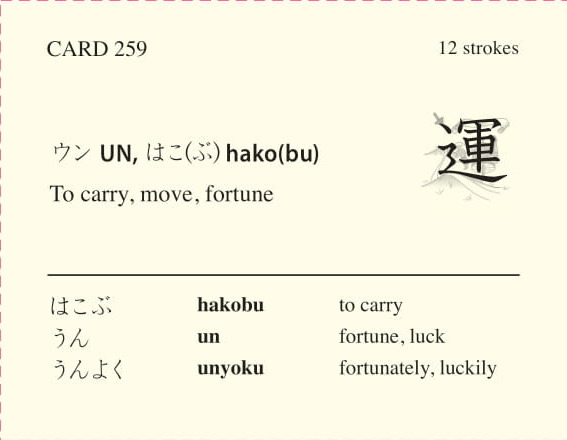 CARD 259
12 strokes
運
ウン UN, はこ(ぶ) hako(bu)
To carry, move, fortune
はこぶ hakobu to carry
うん un fortune, luck
うんよく unyoku fortunately, luckily